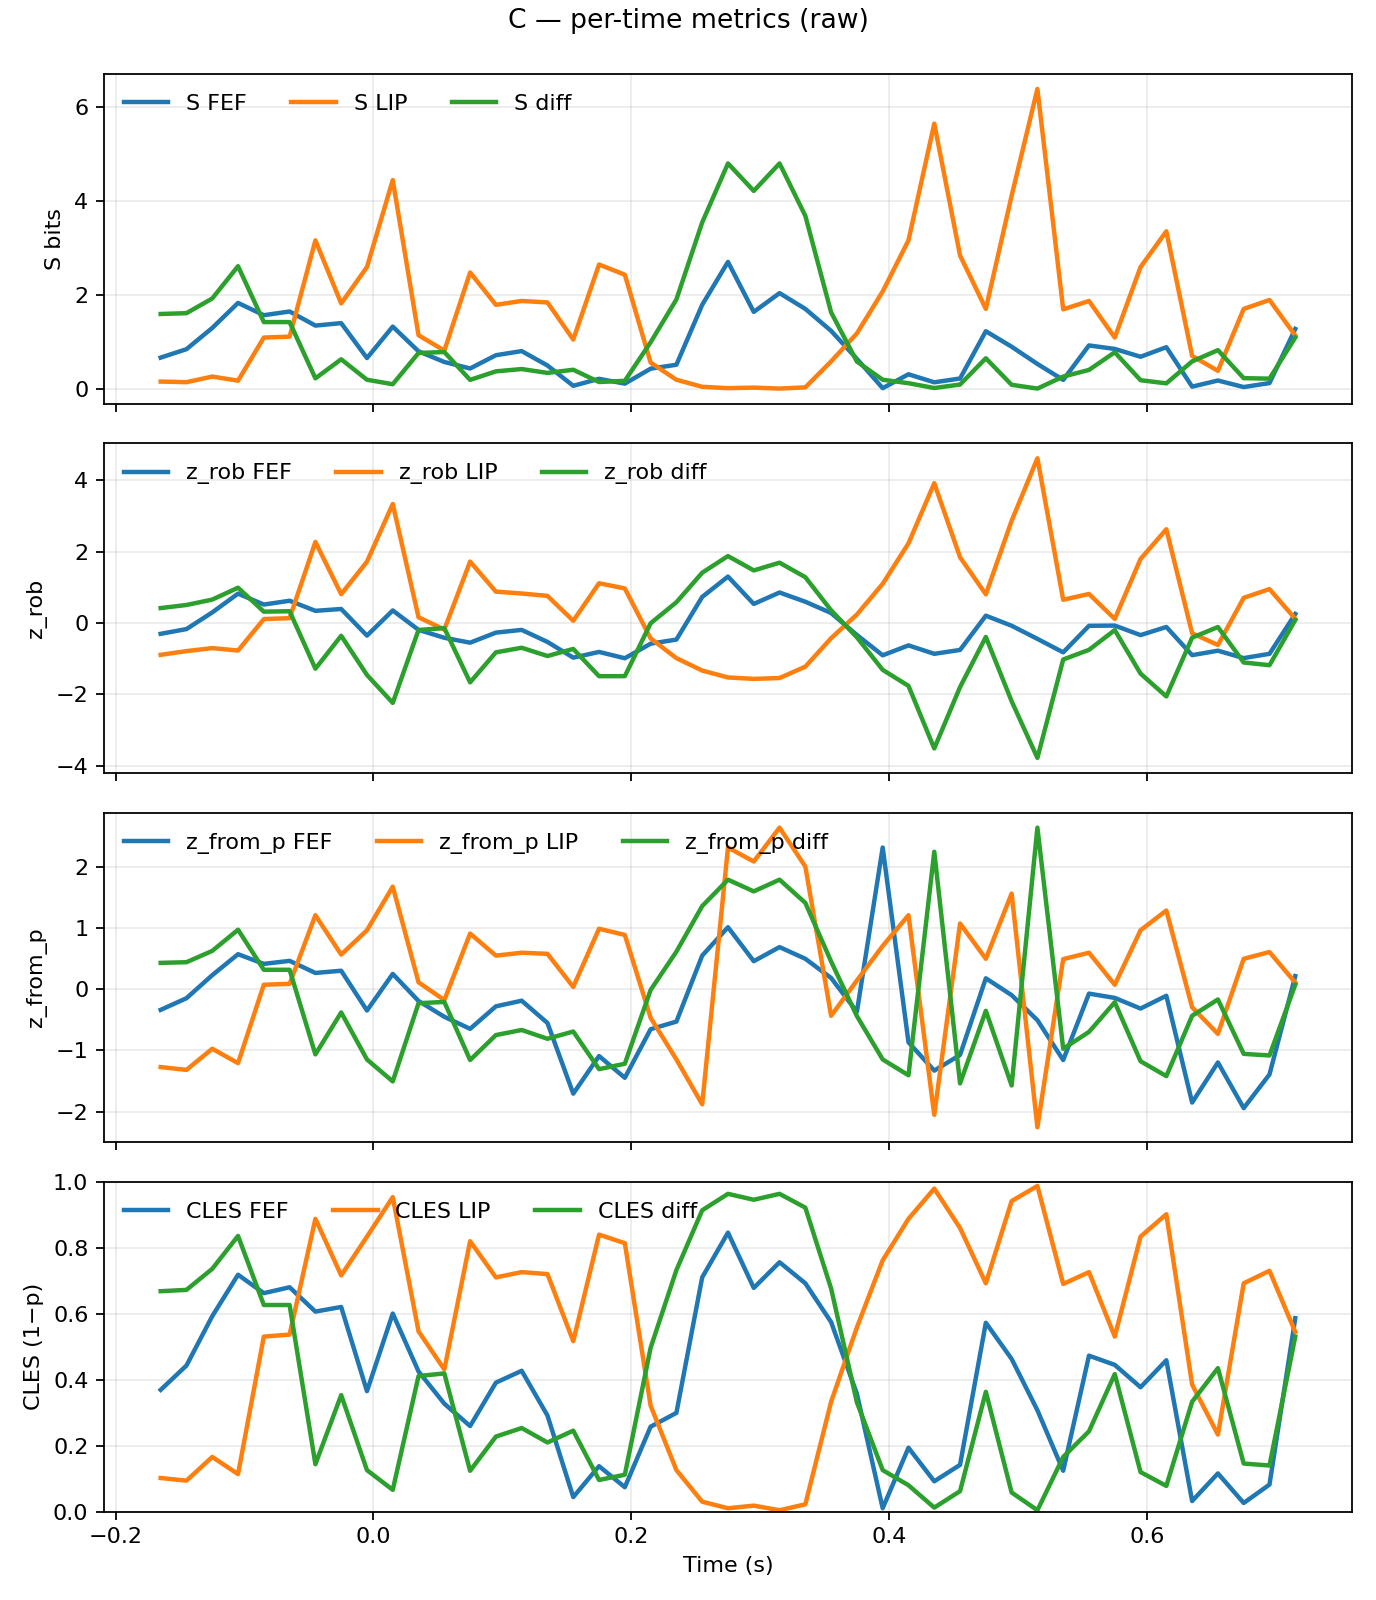 C — per-time metrics (raw)
S FEF S LIP S diff
6
4
2
0
S bits
z_rob FEF z_rob LIP z_rob diff
4
2
0
−2
−4
z_rob
z_from_p FEF z_from_p LIP z_from_p diff
2
1
0
−1
−2
z_from_p
CLES FEF CLES LIP CLES diff
1.0
0.8
0.6
0.4
0.2
0.0
CLES (1−p)
−0.2 0.0 0.2 0.4 0.6
Time (s)